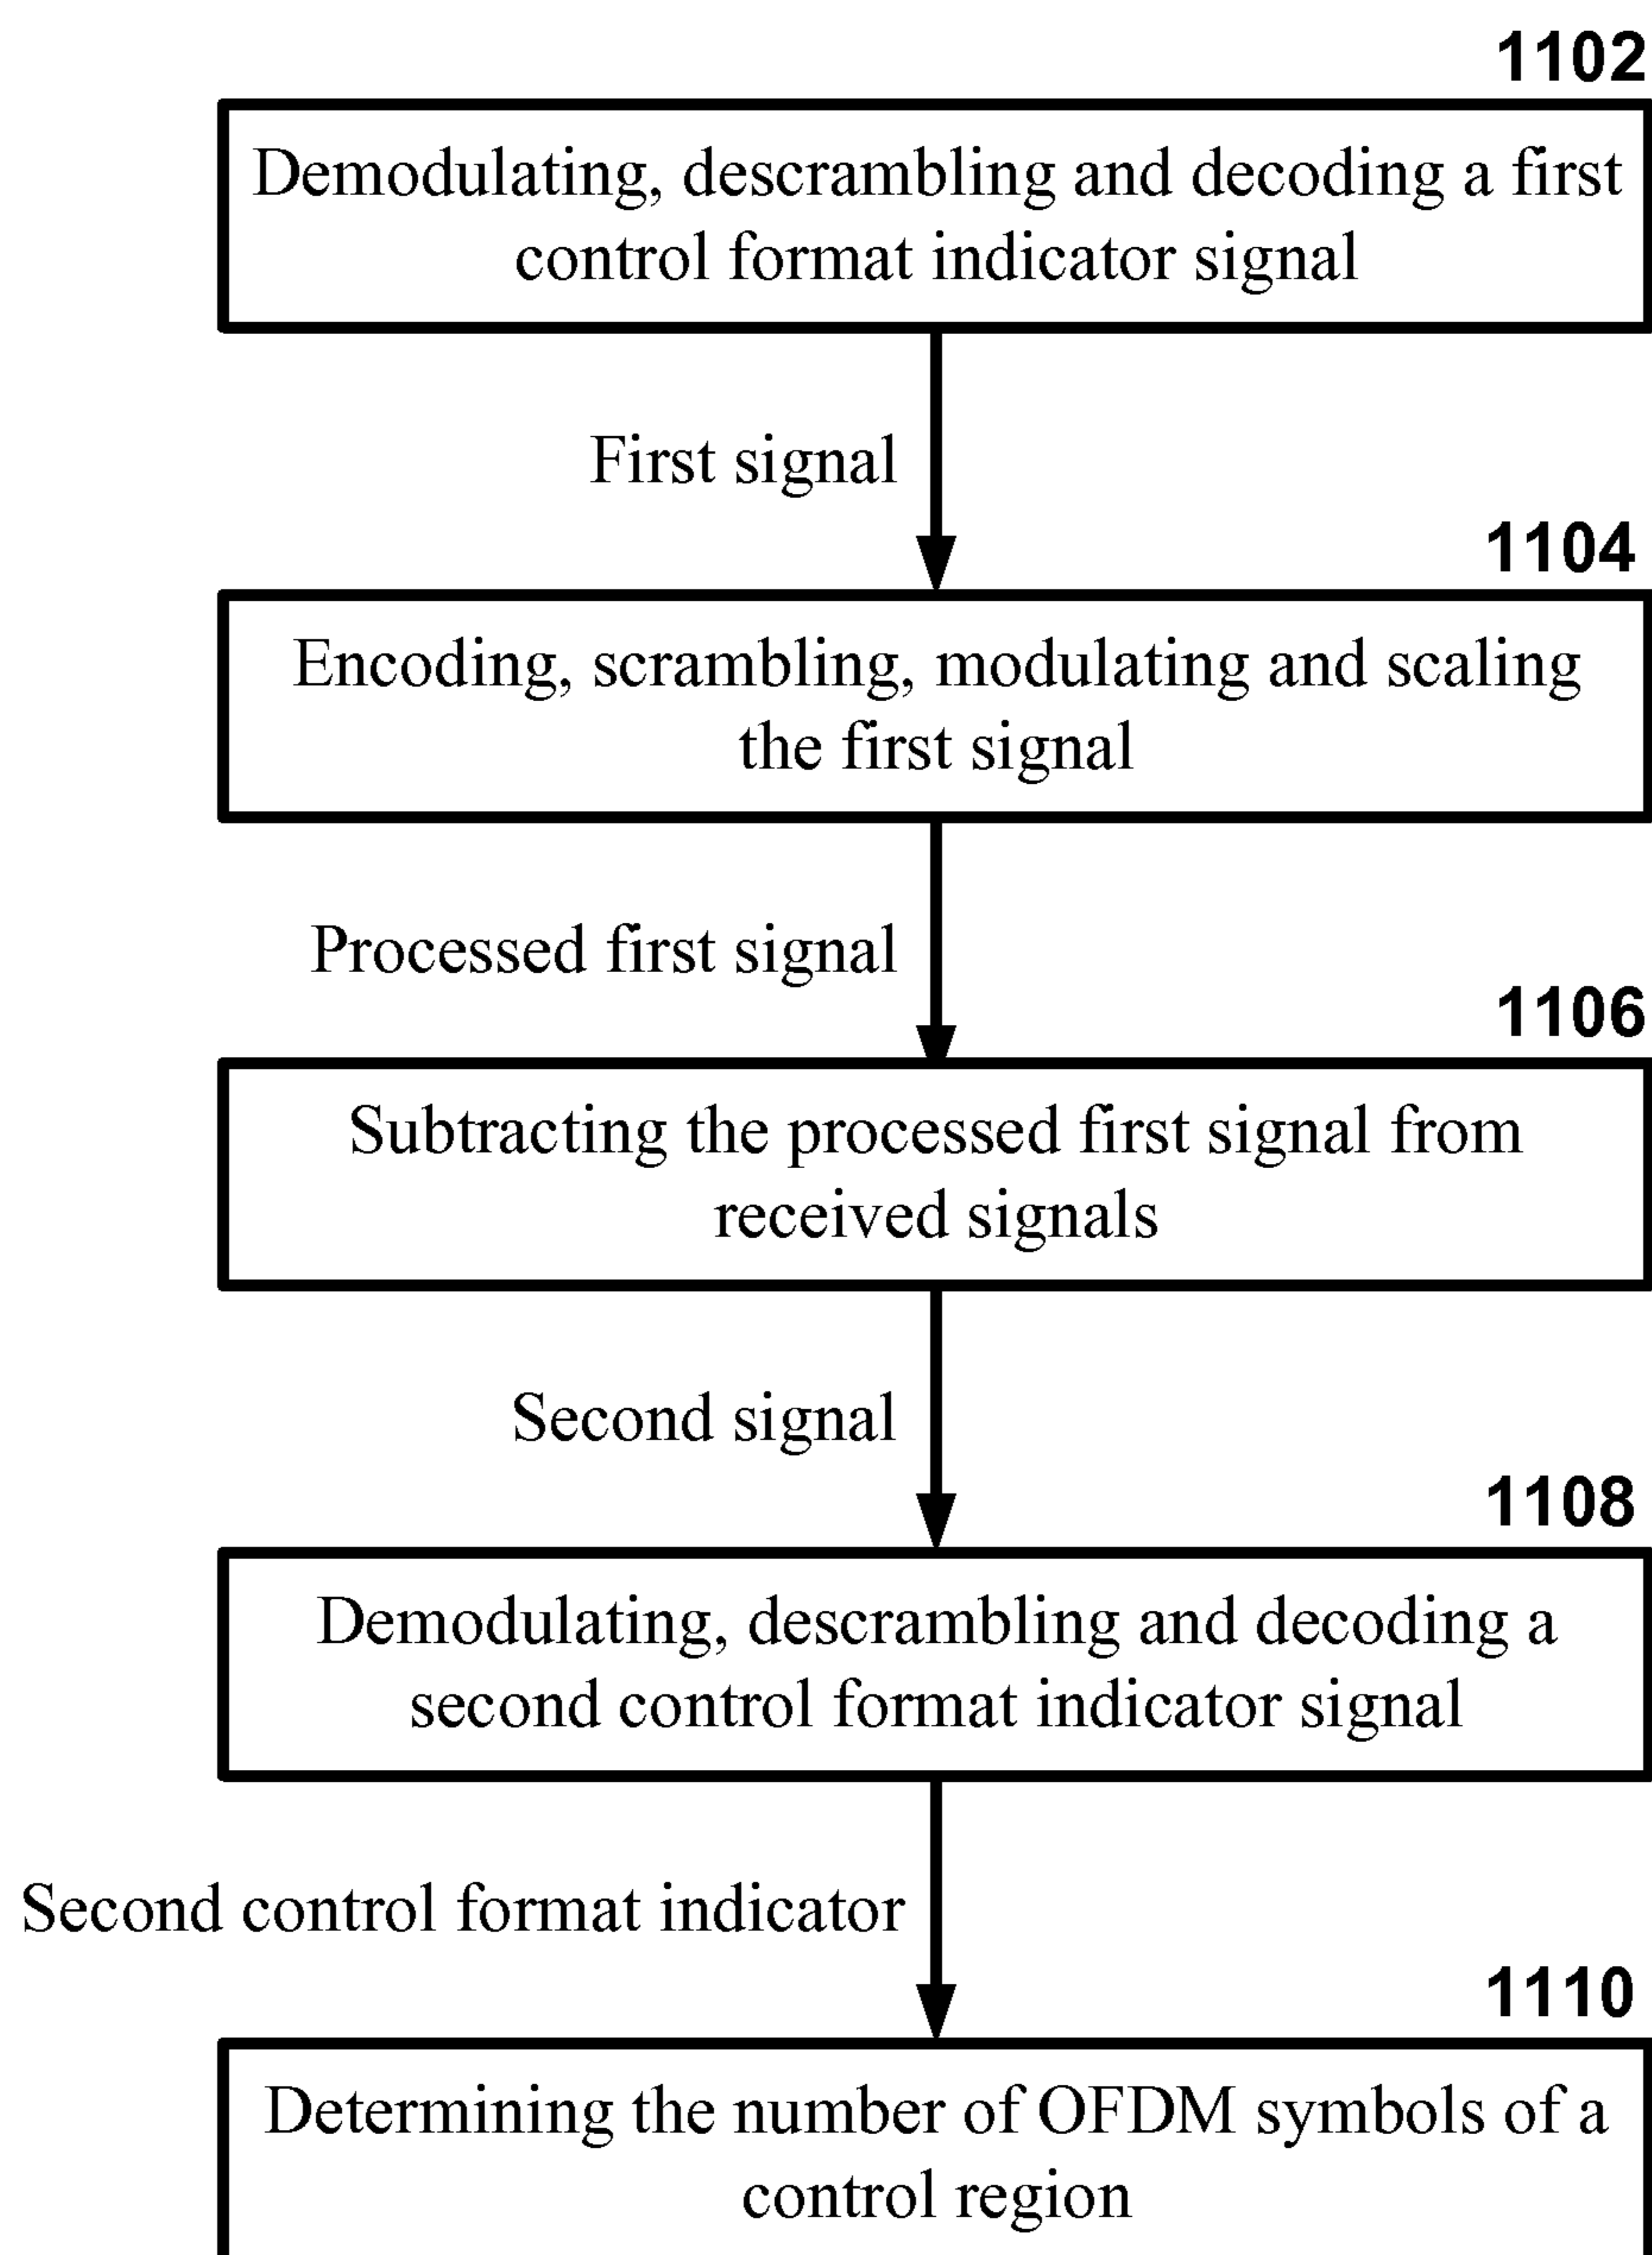 1102
Demodulating, descrambling and decoding a first
control format indicator signal
First signal
1104
Encoding, scrambling, modulating and scaling
the first signal
Processed first signal
1106
Subtracting the processed first signal from
received signals
Second signal
1108
Demodulating, descrambling and decoding a
second control format indicator signal
Second control format indicator
1110
Determining the number of OFDM symbols of a
control region